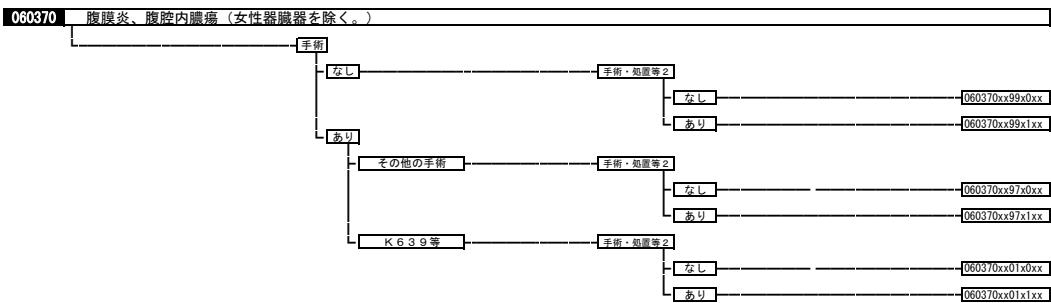 060370 腹膜炎、腹腔内膿瘍(女性器臓器を除く。)
手術
なし 手術・処置等2
なし 060370xx99x0xx
あり 060370xx99x1xx
あり
その他の手術 手術・処置等2
なし 060370xx97x0xx
あり 060370xx97x1xx
K639等 手術・処置等2
なし 060370xx01x0xx
あり 060370xx01x1xx